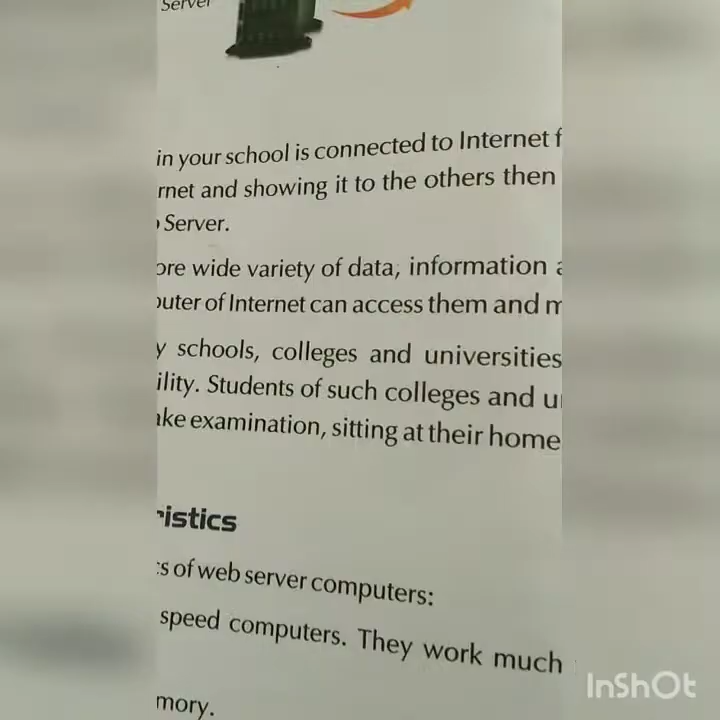 Server
in your school is connected to Internet f
rnet and showing it to the others then
Server.
ore wide variety of data, information a
outer of Internet can access them and m
y schools, colleges and universities
ility. Students of such colleges and u
ake examination, sitting at their home
ristics
cs of web server computers:
speed computers. They work much
mory.
InShOt